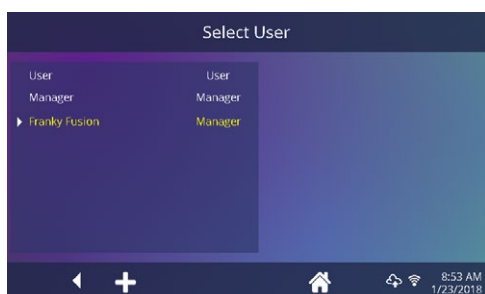 Select User
User User
Manager Manager
Franky Fusion Manager
8:53 AM
1/23/2018